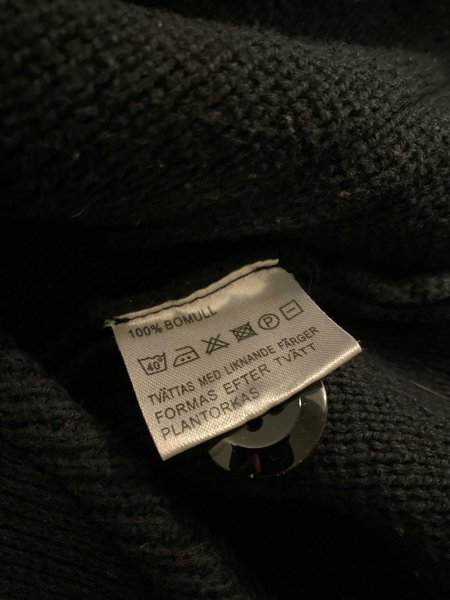 100% BOMULL
40°
P
TVÄTTAS MED LIKNANDE FÄRGER
FORMAS EFTER TVÄTT
PLANTORKAS